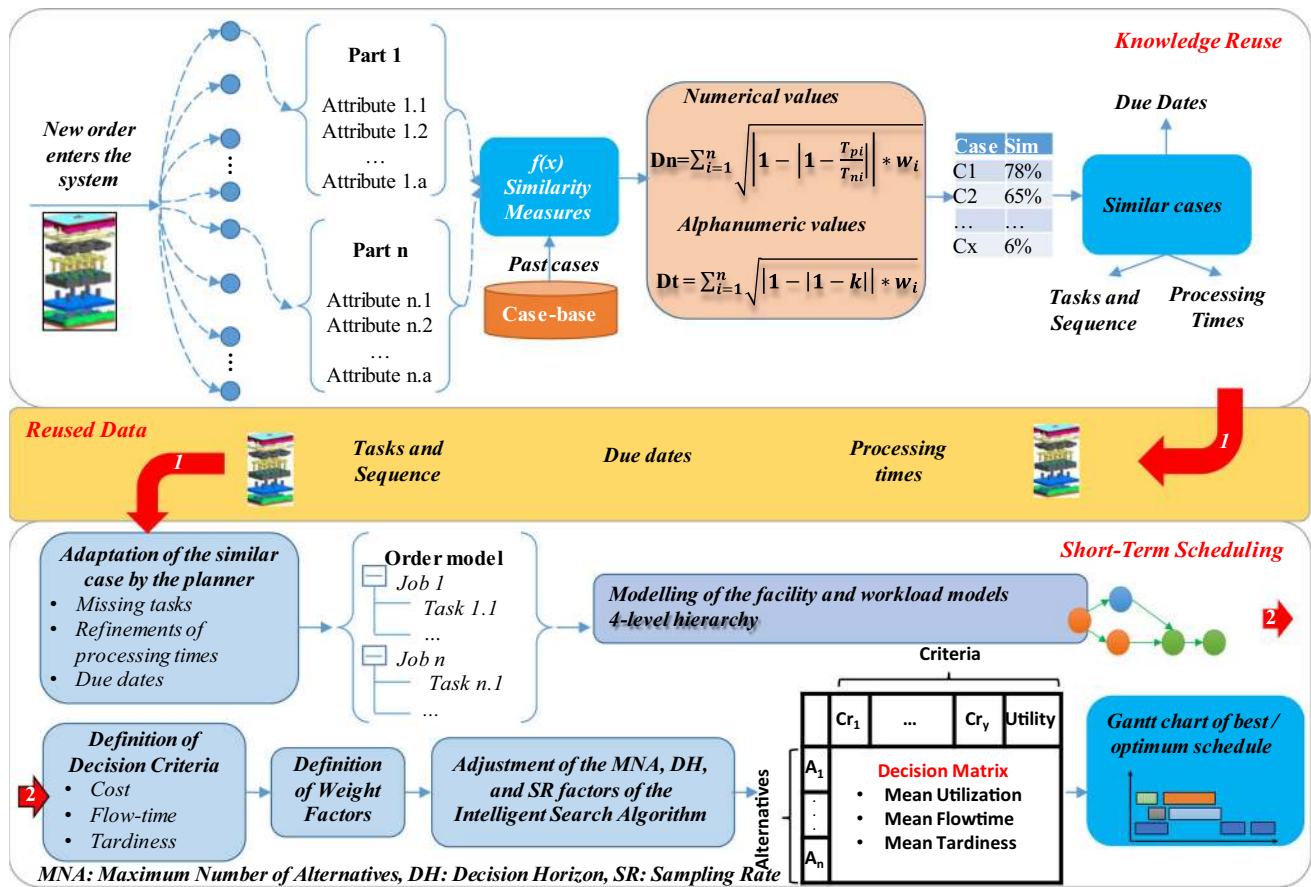 Knowledge Reuse
New order
enters the
system
Part 1
Attribute 1.1
Attribute 1.2
...
Attribute 1.a
Part n
Attribute n.1
Attribute n.2
...
Attribute n.a
f(x)
Similarity
Measures
Past cases
Case-base
Numerical values
Dn=∑ⁿᵢ₌₁ √(|1 − |1 − Tpi/Tni|| * wᵢ)
Alphanumeric values
Dt = ∑ⁿᵢ₌₁ √(|1 − |1 − k|| * wᵢ)
Case Sim
C1 78%
C2 65%
... ...
Cx 6%
Due Dates
Similar cases
Tasks and
Sequence
Processing
Times
Reused Data
1
Tasks and
Sequence
Due dates
Processing
times
1
Short-Term Scheduling
Adaptation of the similar
case by the planner
• Missing tasks
• Refinements of
processing times
• Due dates
Order model
Job 1
Task 1.1
...
Job n
Task n.1
...
Modelling of the facility and workload models
4-level hierarchy
2
2
Definition of
Decision Criteria
• Cost
• Flow-time
• Tardiness
Definition
of Weight
Factors
Adjustment of the MNA, DH,
and SR factors of the
Intelligent Search Algorithm
Criteria
Cr₁ ... Crᵧ Utility
Alternatives
A₁
⋮
Aₙ
Decision Matrix
• Mean Utilization
• Mean Flowtime
• Mean Tardiness
Gantt chart of best /
optimum schedule
MNA: Maximum Number of Alternatives, DH: Decision Horizon, SR: Sampling Rate